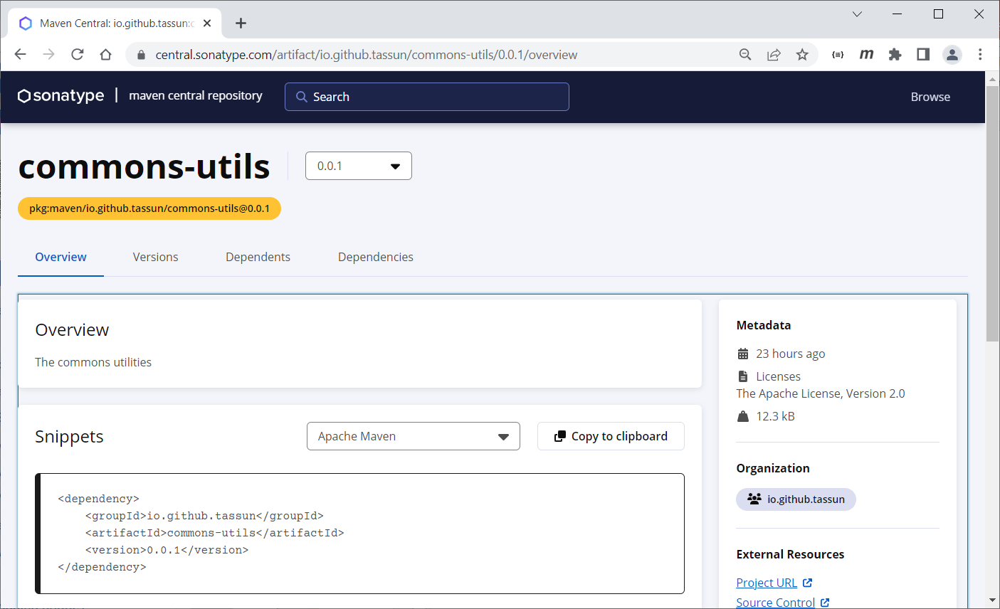 Maven Central: io.github.tassun:c
central.sonatype.com/artifact/io.github.tassun/commons-utils/0.0.1/overview
m
sonatype | maven central repository
Search
Browse
commons-utils
0.0.1
pkg:maven/io.github.tassun/commons-utils@0.0.1
Overview
Versions
Dependents
Dependencies
Overview
The commons utilities
Snippets
Apache Maven
Copy to clipboard
<dependency>
    <groupId>io.github.tassun</groupId>
    <artifactId>commons-utils</artifactId>
    <version>0.0.1</version>
</dependency>
Metadata
23 hours ago
Licenses
The Apache License, Version 2.0
12.3 kB
Organization
io.github.tassun
External Resources
Project URL
Source Control